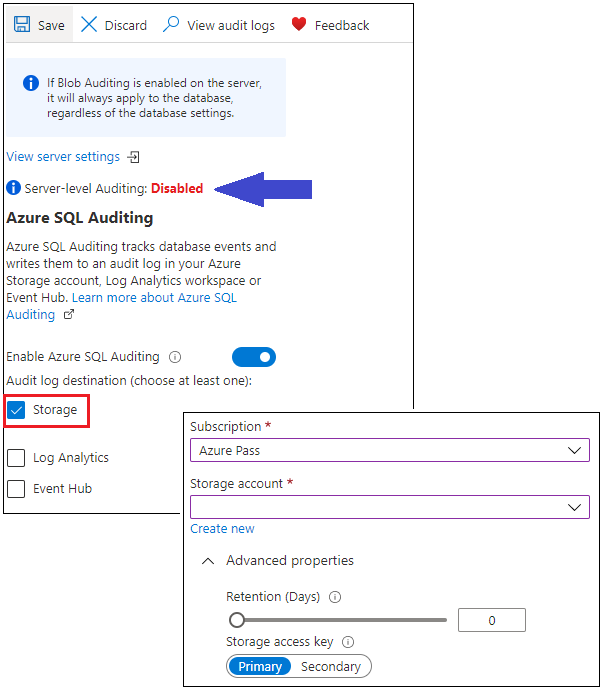 Save Discard View audit logs Feedback
If Blob Auditing is enabled on the server,
it will always apply to the database,
regardless of the database settings.
View server settings
Server-level Auditing: Disabled
Azure SQL Auditing
Azure SQL Auditing tracks database events and
writes them to an audit log in your Azure
Storage account, Log Analytics workspace or
Event Hub. Learn more about Azure SQL
Auditing
Enable Azure SQL Auditing
Audit log destination (choose at least one):
Storage
Log Analytics
Event Hub
Subscription *
Azure Pass
Storage account *
Create new
Advanced properties
Retention (Days)
0
Storage access key
Primary Secondary